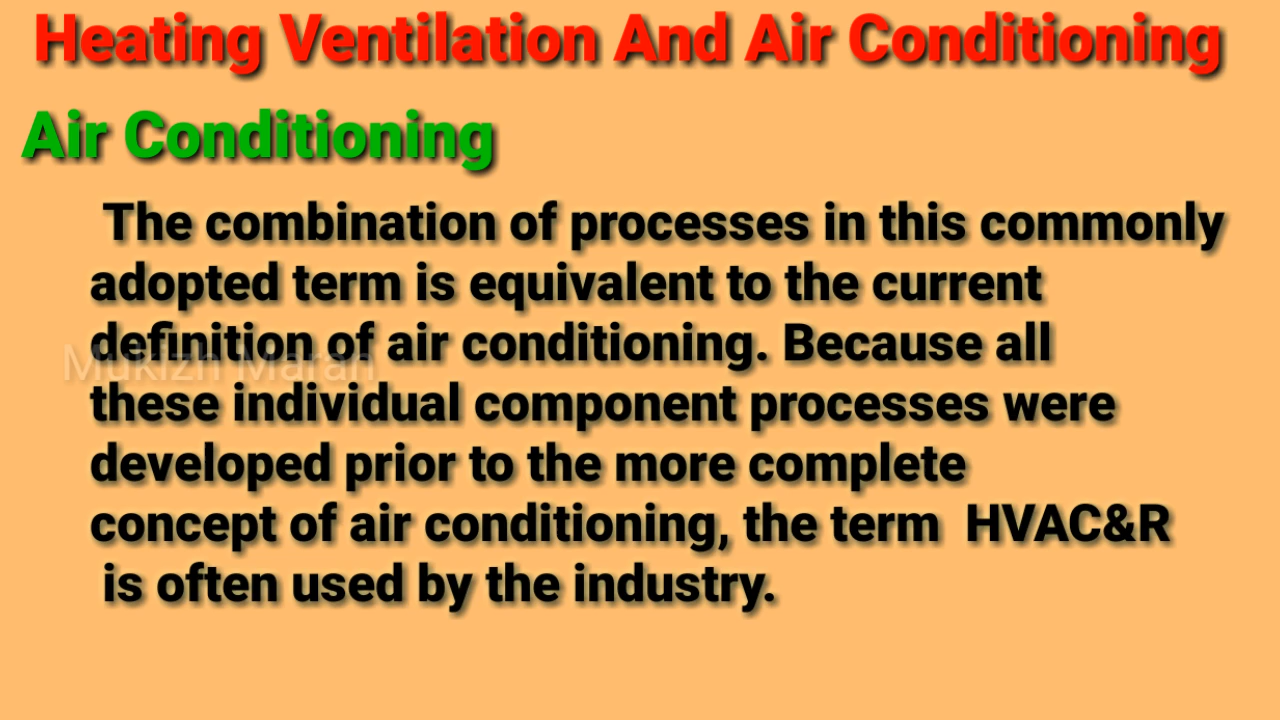 Heating Ventilation And Air Conditioning
Air Conditioning
The combination of processes in this commonly
adopted term is equivalent to the current
definition of air conditioning. Because all
Mukizh Maran
these individual component processes were
developed prior to the more complete
concept of air conditioning, the term HVAC&R
is often used by the industry.